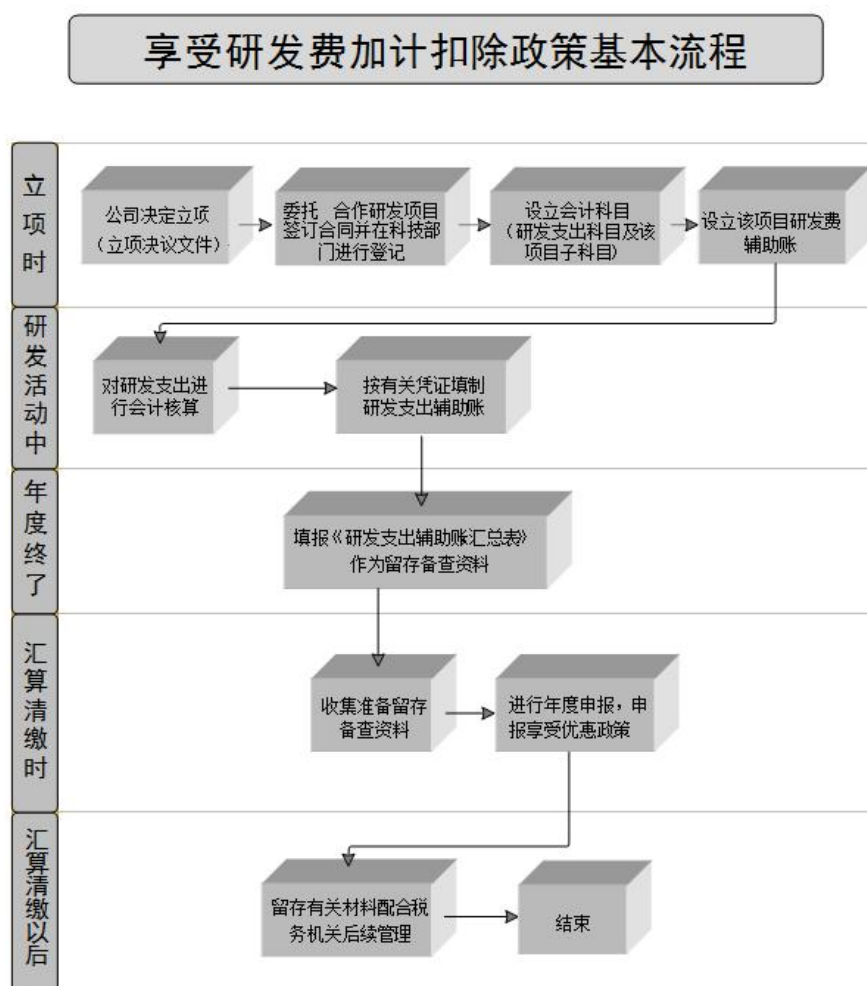 享受研发费加计扣除政策基本流程
立项时
公司决定立项
（立项决议文件）
委托 合作研发项目
签订合同并在科技部
门进行登记
设立会计科目
（研发支出科目及该
项目子科目）
设立该项目研发费
辅助账
研发活动中
对研发支出进
行会计核算
按有关凭证填制
研发支出辅助账
年度终了
填报《研发支出辅助账汇总表》
作为留存备查资料
汇算清缴时
收集准备留存
备查资料
进行年度申报，申
报享受优惠政策
汇算清缴以后
留存有关材料配合税
务机关后续管理
结束